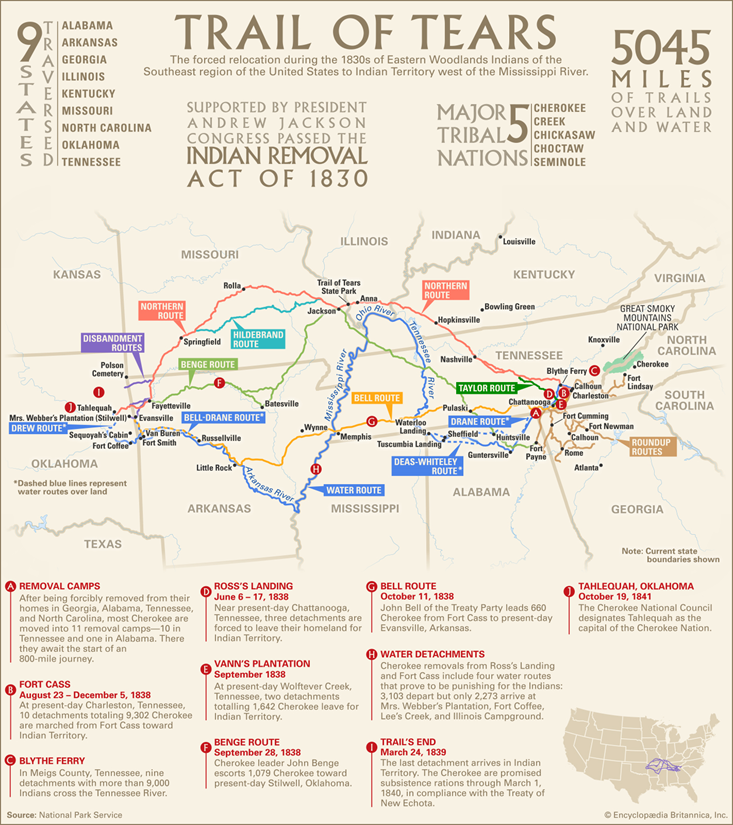 TRAIL OF TEARS
The forced relocation during the 1830s of Eastern Woodlands Indians of the
Southeast region of the United States to Indian Territory west of the Mississippi River.
9
STATES
TRAVERSED
ALABAMA
ARKANSAS
GEORGIA
ILLINOIS
KENTUCKY
MISSOURI
NORTH CAROLINA
OKLAHOMA
TENNESSEE
SUPPORTED BY PRESIDENT
ANDREW JACKSON
CONGRESS PASSED THE
INDIAN REMOVAL
ACT OF 1830
MAJOR
TRIBAL
NATIONS
5
CHEROKEE
CREEK
CHICKASAW
CHOCTAW
SEMINOLE
5045
MILES
OF TRAILS
OVER LAND
AND WATER
KANSAS
MISSOURI
ILLINOIS
INDIANA
Louisville
KENTUCKY
VIRGINIA
Rolla
Trail of Tears
State Park
Anna
Jackson
Ohio River
NORTHERN
ROUTE
Bowling Green
Hopkinsville
GREAT SMOKY
MOUNTAINS
NATIONAL PARK
NORTHERN
ROUTE
HILDEBRAND
ROUTE
Springfield
DISBANDMENT
ROUTES
Tennessee
River
Mississippi River
Knoxville
NORTH
CAROLINA
TENNESSEE
Nashville
Polson
Cemetery
BENGE ROUTE
F
Blythe Ferry
C
Cherokee
Fort
Lindsay
I
TAYLOR ROUTE
D
B
Charleston
Calhoun
E
A
Chattanooga
SOUTH
CAROLINA
J
Tahlequah
Fayetteville
Batesville
BELL ROUTE
Pulaski
Mrs. Webber's Plantation (Stilwell)
Evansville
BELL-DRANE ROUTE*
G
Waterloo
Landing
DRANE ROUTE*
Fort Cumming
Fort Newman
DREW ROUTE*
Sequoyah's Cabin
Van Buren
Fort Coffee
Fort Smith
Russellville
Wynne
Memphis
Sheffield
Tuscumbia Landing
Huntsville
Calhoun
ROUNDUP
ROUTES
Guntersville
Fort
Payne
Rome
OKLAHOMA
Little Rock
H
DEAS-WHITELEY
ROUTE*
Atlanta
*Dashed blue lines represent
water routes over land
Arkansas River
WATER ROUTE
ARKANSAS
MISSISSIPPI
ALABAMA
GEORGIA
TEXAS
Note: Current state
boundaries shown
A REMOVAL CAMPS
After being forcibly removed from their
homes in Georgia, Alabama, Tennessee,
and North Carolina, most Cherokee are
moved into 11 removal camps—10 in
Tennessee and one in Alabama. There
they await the start of an
800-mile journey.
B FORT CASS
August 23 – December 5, 1838
At present-day Charleston, Tennessee,
10 detachments totaling 9,302 Cherokee
are marched from Fort Cass toward
Indian Territory.
C BLYTHE FERRY
In Meigs County, Tennessee, nine
detachments with more than 9,000
Indians cross the Tennessee River.
D ROSS'S LANDING
June 6 – 17, 1838
Near present-day Chattanooga,
Tennessee, three detachments are
forced to leave their homeland for
Indian Territory.
E VANN'S PLANTATION
September 1838
At present-day Wolftever Creek,
Tennessee, two detachments
totalling 1,642 Cherokee leave for
Indian Territory.
F BENGE ROUTE
September 28, 1838
Cherokee leader John Benge
escorts 1,079 Cherokee toward
present-day Stilwell, Oklahoma.
G BELL ROUTE
October 11, 1838
John Bell of the Treaty Party leads 660
Cherokee from Fort Cass to present-day
Evansville, Arkansas.
H WATER DETACHMENTS
Cherokee removals from Ross's Landing
and Fort Cass include four water routes
that prove to be punishing for the Indians:
3,103 depart but only 2,273 arrive at
Mrs. Webber's Plantation, Fort Coffee,
Lee's Creek, and Illinois Campground.
I TRAIL'S END
March 24, 1839
The last detachment arrives in Indian
Territory. The Cherokee are promised
subsistence rations through March 1,
1840, in compliance with the Treaty of
New Echota.
J TAHLEQUAH, OKLAHOMA
October 19, 1841
The Cherokee National Council
designates Tahlequah as the
capital of the Cherokee Nation.
Source: National Park Service
© Encyclopædia Britannica, Inc.